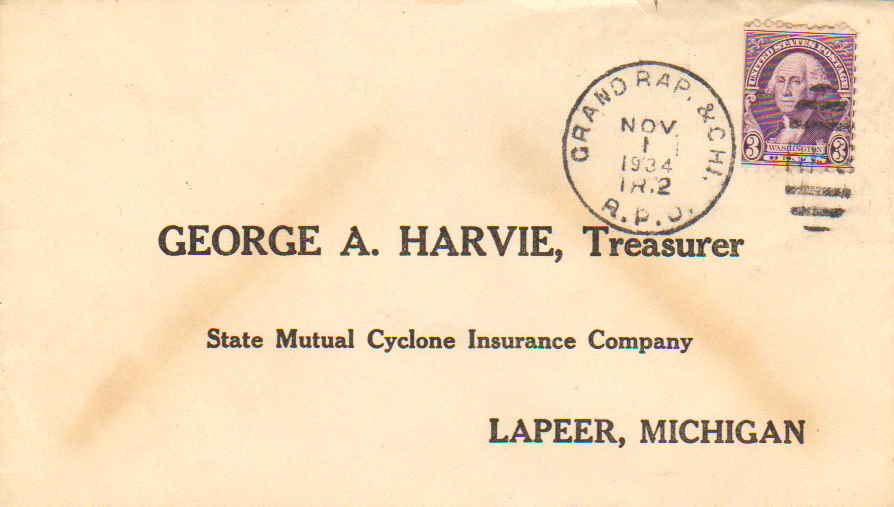 UNITED STATES POSTAGE
3 WASHINGTON 3
GRAND RAP. & CHI.
NOV
1
1934
TR.2
R.P.O.
GEORGE A. HARVIE, Treasurer
State Mutual Cyclone Insurance Company
LAPEER, MICHIGAN